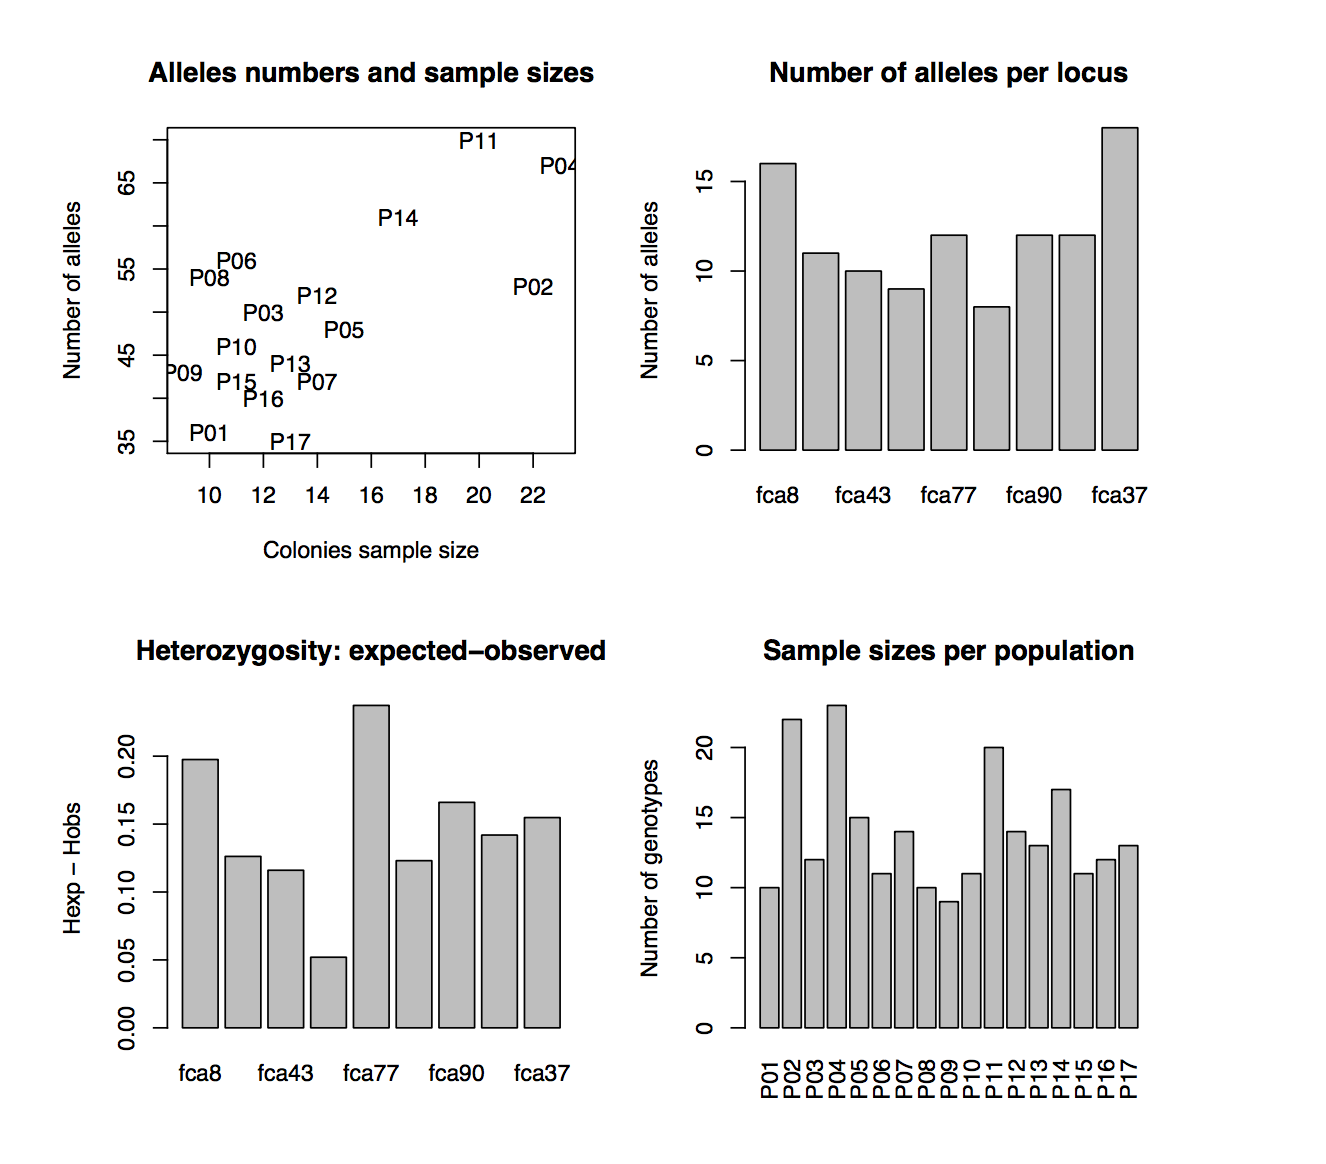 Alleles numbers and sample sizes
Number of alleles
35 45 55 65
P11
P04
P14
P06
P08
P02
P12
P03
P05
P10
P13
P09
P15
P07
P16
P01
P17
10 12 14 16 18 20 22
Colonies sample size
Number of alleles per locus
Number of alleles
0 5 10 15
fca8 fca43 fca77 fca90 fca37
Heterozygosity: expected–observed
Hexp – Hobs
0.00 0.05 0.10 0.15 0.20
fca8 fca43 fca77 fca90 fca37
Sample sizes per population
Number of genotypes
0 5 10 15 20
P01 P02 P03 P04 P05 P06 P07 P08 P09 P10 P11 P12 P13 P14 P15 P16 P17